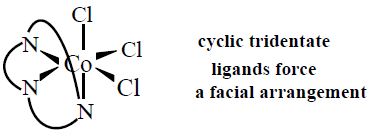 Cl
N
Cl
cyclic tridentate
Co
ligands force
N
Cl
a facial arrangement
N